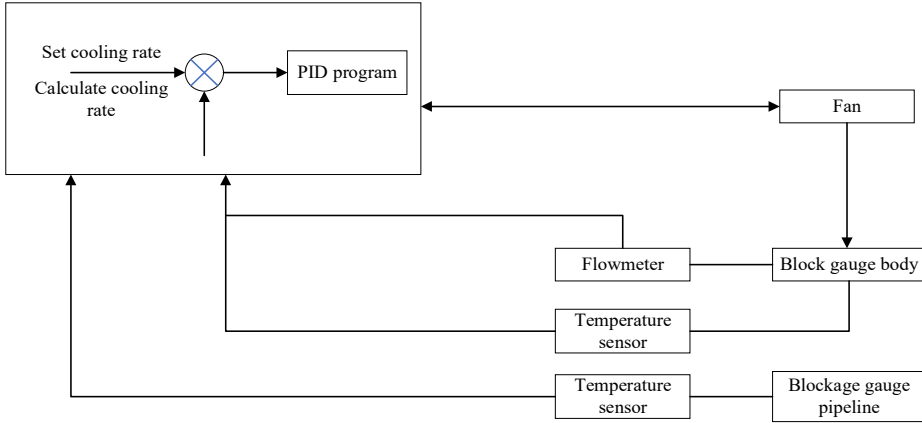 Set cooling rate
PID program
Calculate cooling
rate
Fan
Flowmeter
Block gauge body
Temperature
sensor
Temperature
sensor
Blockage gauge
pipeline